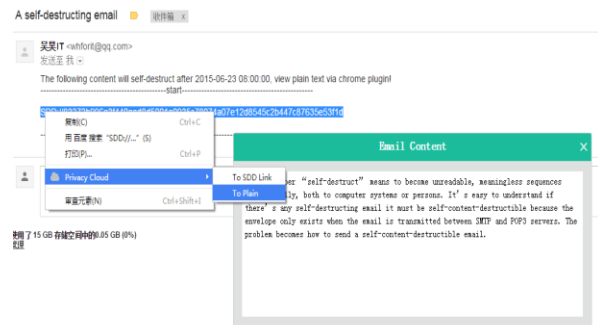 A self-destructing email
收件箱 x
吴昊IT <whforit@qq.com>
发送至 我
The following content will self-destruct after 2015-06-23 08:00:00, view plain text via chrome plugin!
start
a07e12d8545c2b447c87635e53f1d
复制(C) Ctrl+C
用 百度 搜索 “SDD://...” (S)
打印(P)... Ctrl+P
Privacy Cloud
审查元素(N) Ctrl+Shift+I
To SDD Link
To Plain
使用了 15 GB 存储空间中的0.05 GB (0%)
管理
Email Content X
“self-destruct” means to become unreadable, meaningless sequences
both to computer systems or persons. It's easy to understand if
there's any self-destructing email it must be self-content-destructible because the
envelope only exists when the email is transmitted between SMTP and POP3 servers. The
problem becomes how to send a self-content-destructible email.